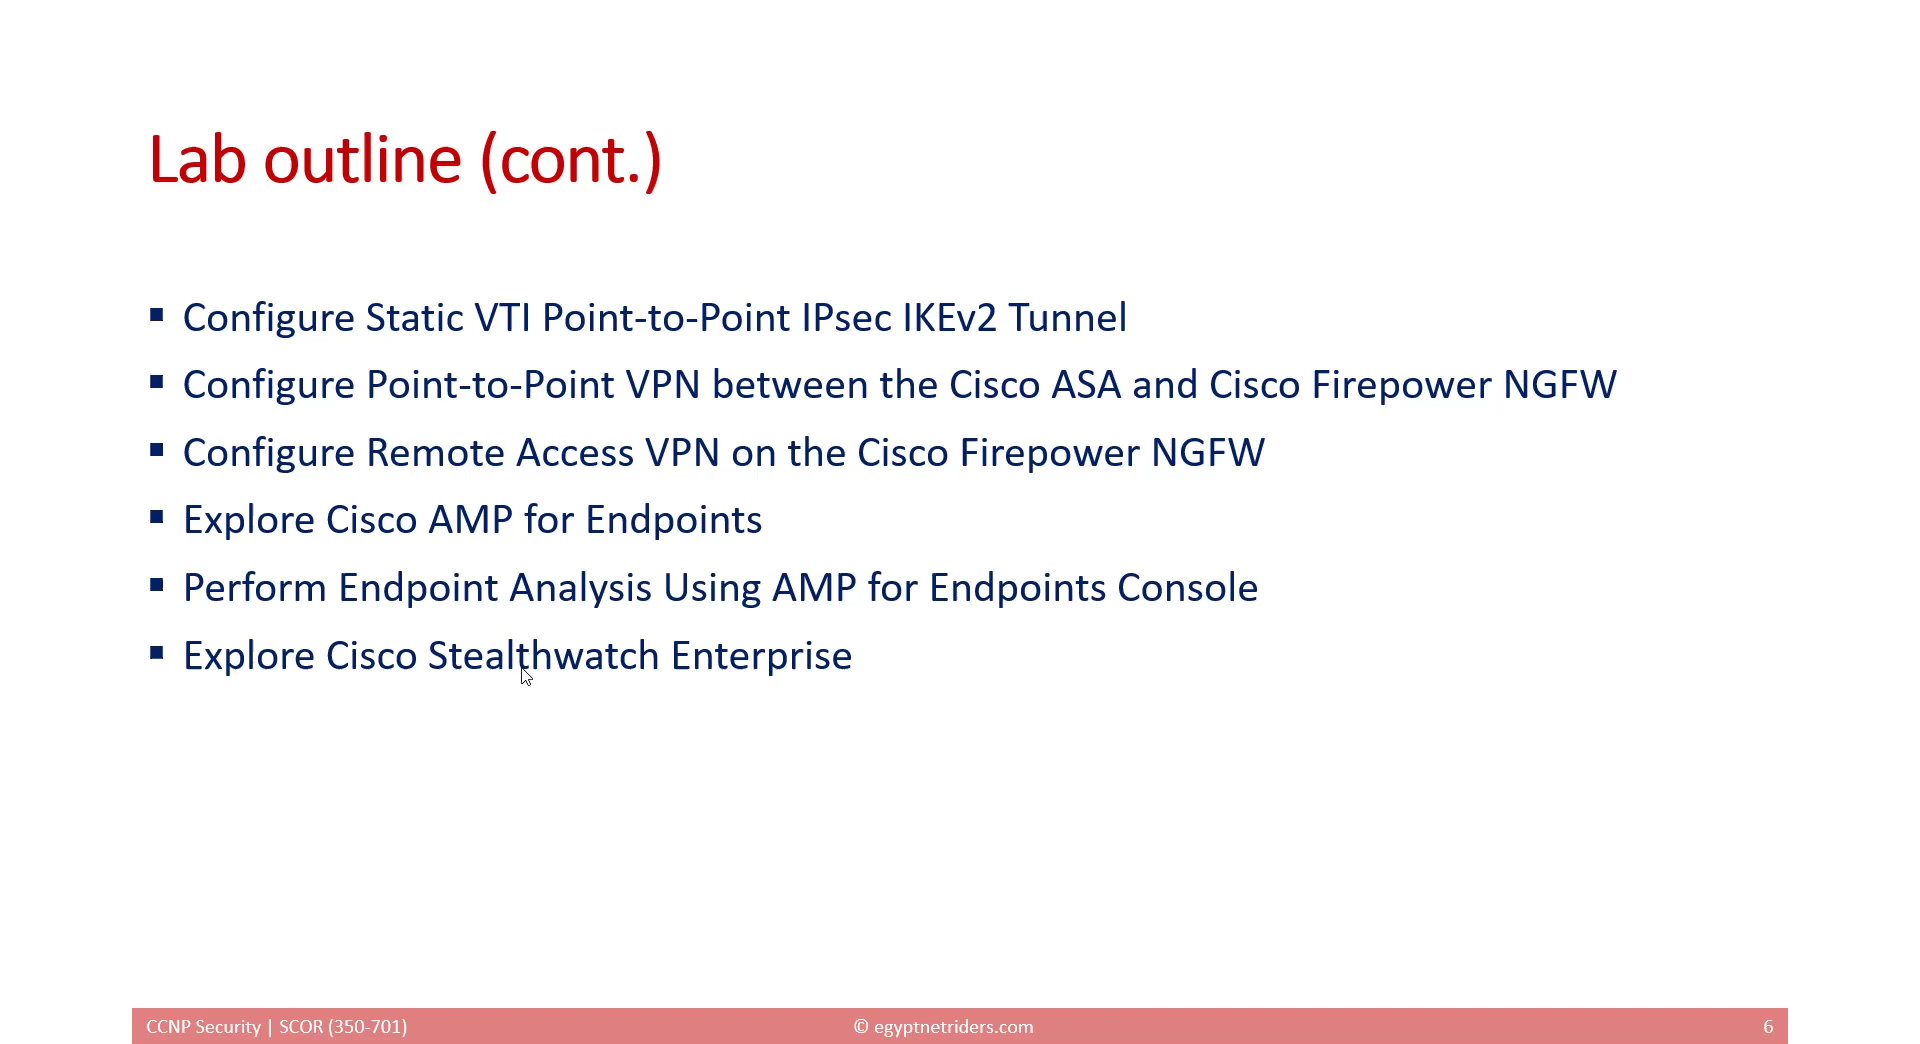 Lab outline (cont.)
▪ Configure Static VTI Point-to-Point IPsec IKEv2 Tunnel
▪ Configure Point-to-Point VPN between the Cisco ASA and Cisco Firepower NGFW
▪ Configure Remote Access VPN on the Cisco Firepower NGFW
▪ Explore Cisco AMP for Endpoints
▪ Perform Endpoint Analysis Using AMP for Endpoints Console
▪ Explore Cisco Stealthwatch Enterprise
CCNP Security | SCOR (350-701)
© egyptnetriders.com
6